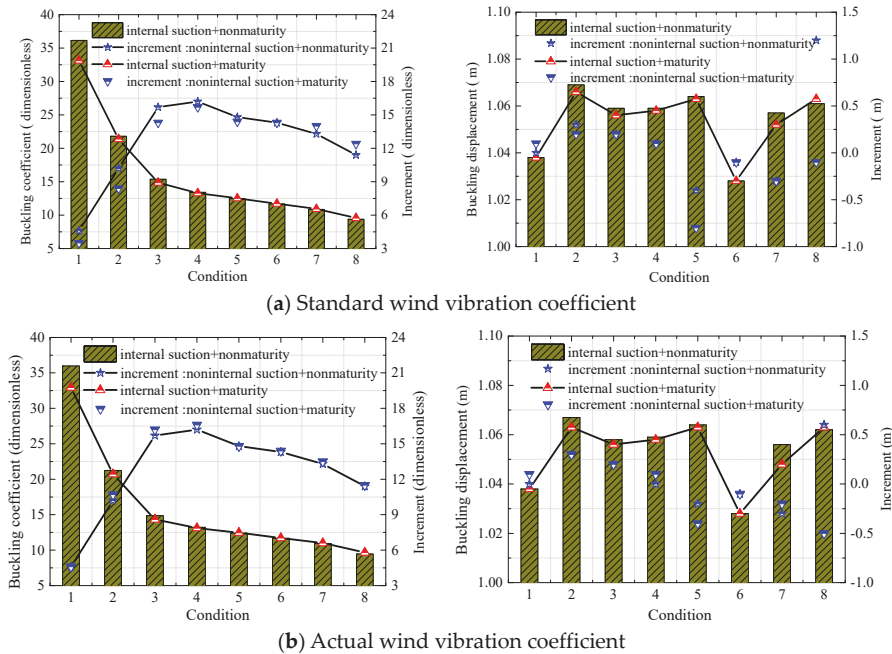 40
35
30
25
20
15
10
5
Buckling coefficient ( dimensionless)
internal suction+nonmaturity
increment :noninternal suction+nonmaturity
internal suction+maturity
increment :noninternal suction+maturity
24
21
18
15
12
9
6
3
Increment ( dimensionless)
1 2 3 4 5 6 7 8
Condition
1.10
1.08
1.06
1.04
1.02
1.00
Buckling displacement ( m)
internal suction+nonmaturity
increment :noninternal suction+nonmaturity
internal suction+maturity
increment :noninternal suction+maturity
1.5
1.0
0.5
0.0
-0.5
-1.0
Increment (m)
1 2 3 4 5 6 7 8
Condition
(a) Standard wind vibration coefficient
40
35
30
25
20
15
10
5
Buckling coefficient (dimensionless)
internal suction+nonmaturity
increment :noninternal suction+nonmaturity
internal suction+maturity
increment :noninternal suction+maturity
24
21
18
15
12
9
6
3
Increment (dimensionless)
1 2 3 4 5 6 7 8
Condition
1.10
1.08
1.06
1.04
1.02
1.00
Buckling displacement (m)
internal suction+nonmaturity
increment :noninternal suction+nonmaturity
internal suction+maturity
increment :noninternal suction+maturity
1.5
1.0
0.5
0.0
-0.5
-1.0
Increment (m)
1 2 3 4 5 6 7 8
Condition
(b) Actual wind vibration coefficient